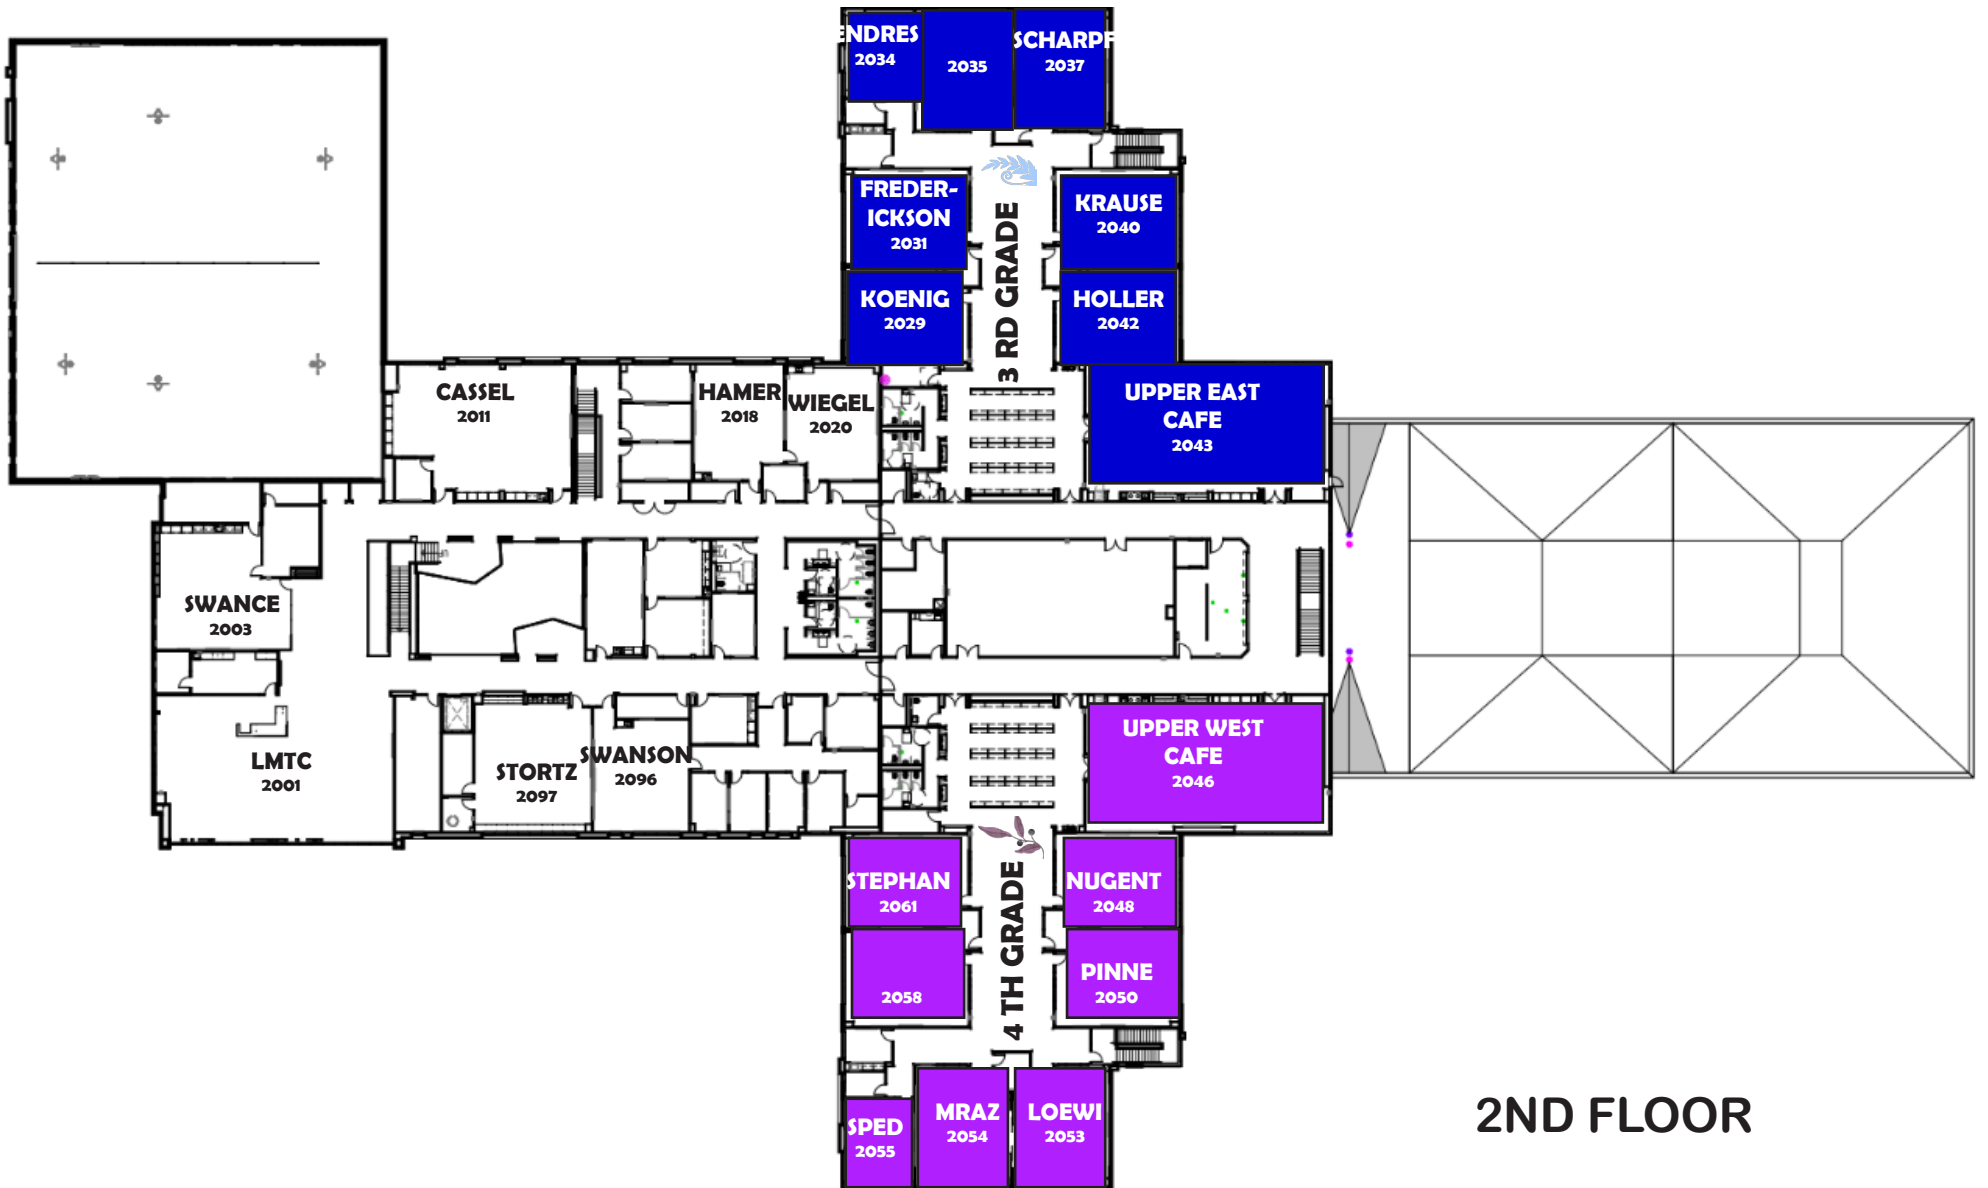 ENDRES
2034
2035
SCHARPF
2037
FREDER-
ICKSON
2031
KRAUSE
2040
KOENIG
2029
HOLLER
2042
3 RD GRADE
CASSEL
2011
HAMER
2018
WIEGEL
2020
UPPER EAST
CAFE
2043
SWANCE
2003
LMTC
2001
STORTZ
2097
SWANSON
2096
UPPER WEST
CAFE
2046
STEPHAN
2061
NUGENT
2048
2058
PINNE
2050
4 TH GRADE
SPED
2055
MRAZ
2054
LOEWI
2053
2ND FLOOR